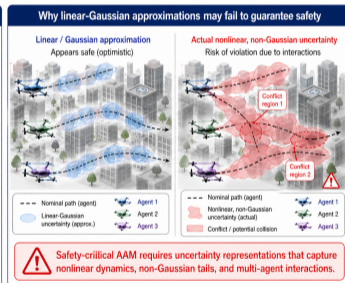 Why linear-Gaussian approximations may fail to guarantee safety
Linear / Gaussian approximation
Appears safe (optimistic)
Actual nonlinear, non-Gaussian uncertainty
Risk of violation due to interactions
Conflict
region 1
Conflict
region 2
Nominal path (agent)
Linear-Gaussian
uncertainty (approx.)
Agent 1
Agent 2
Agent 3
Nominal path (agent)
Nonlinear, non-Gaussian
uncertainty (actual)
Conflict / potential collision
Agent 1
Agent 2
Agent 3
Safety-criilical AAM requires uncertainty representations that capture
nonlinear dynamics, non-Gaussian tails, and multi-agent interactions.